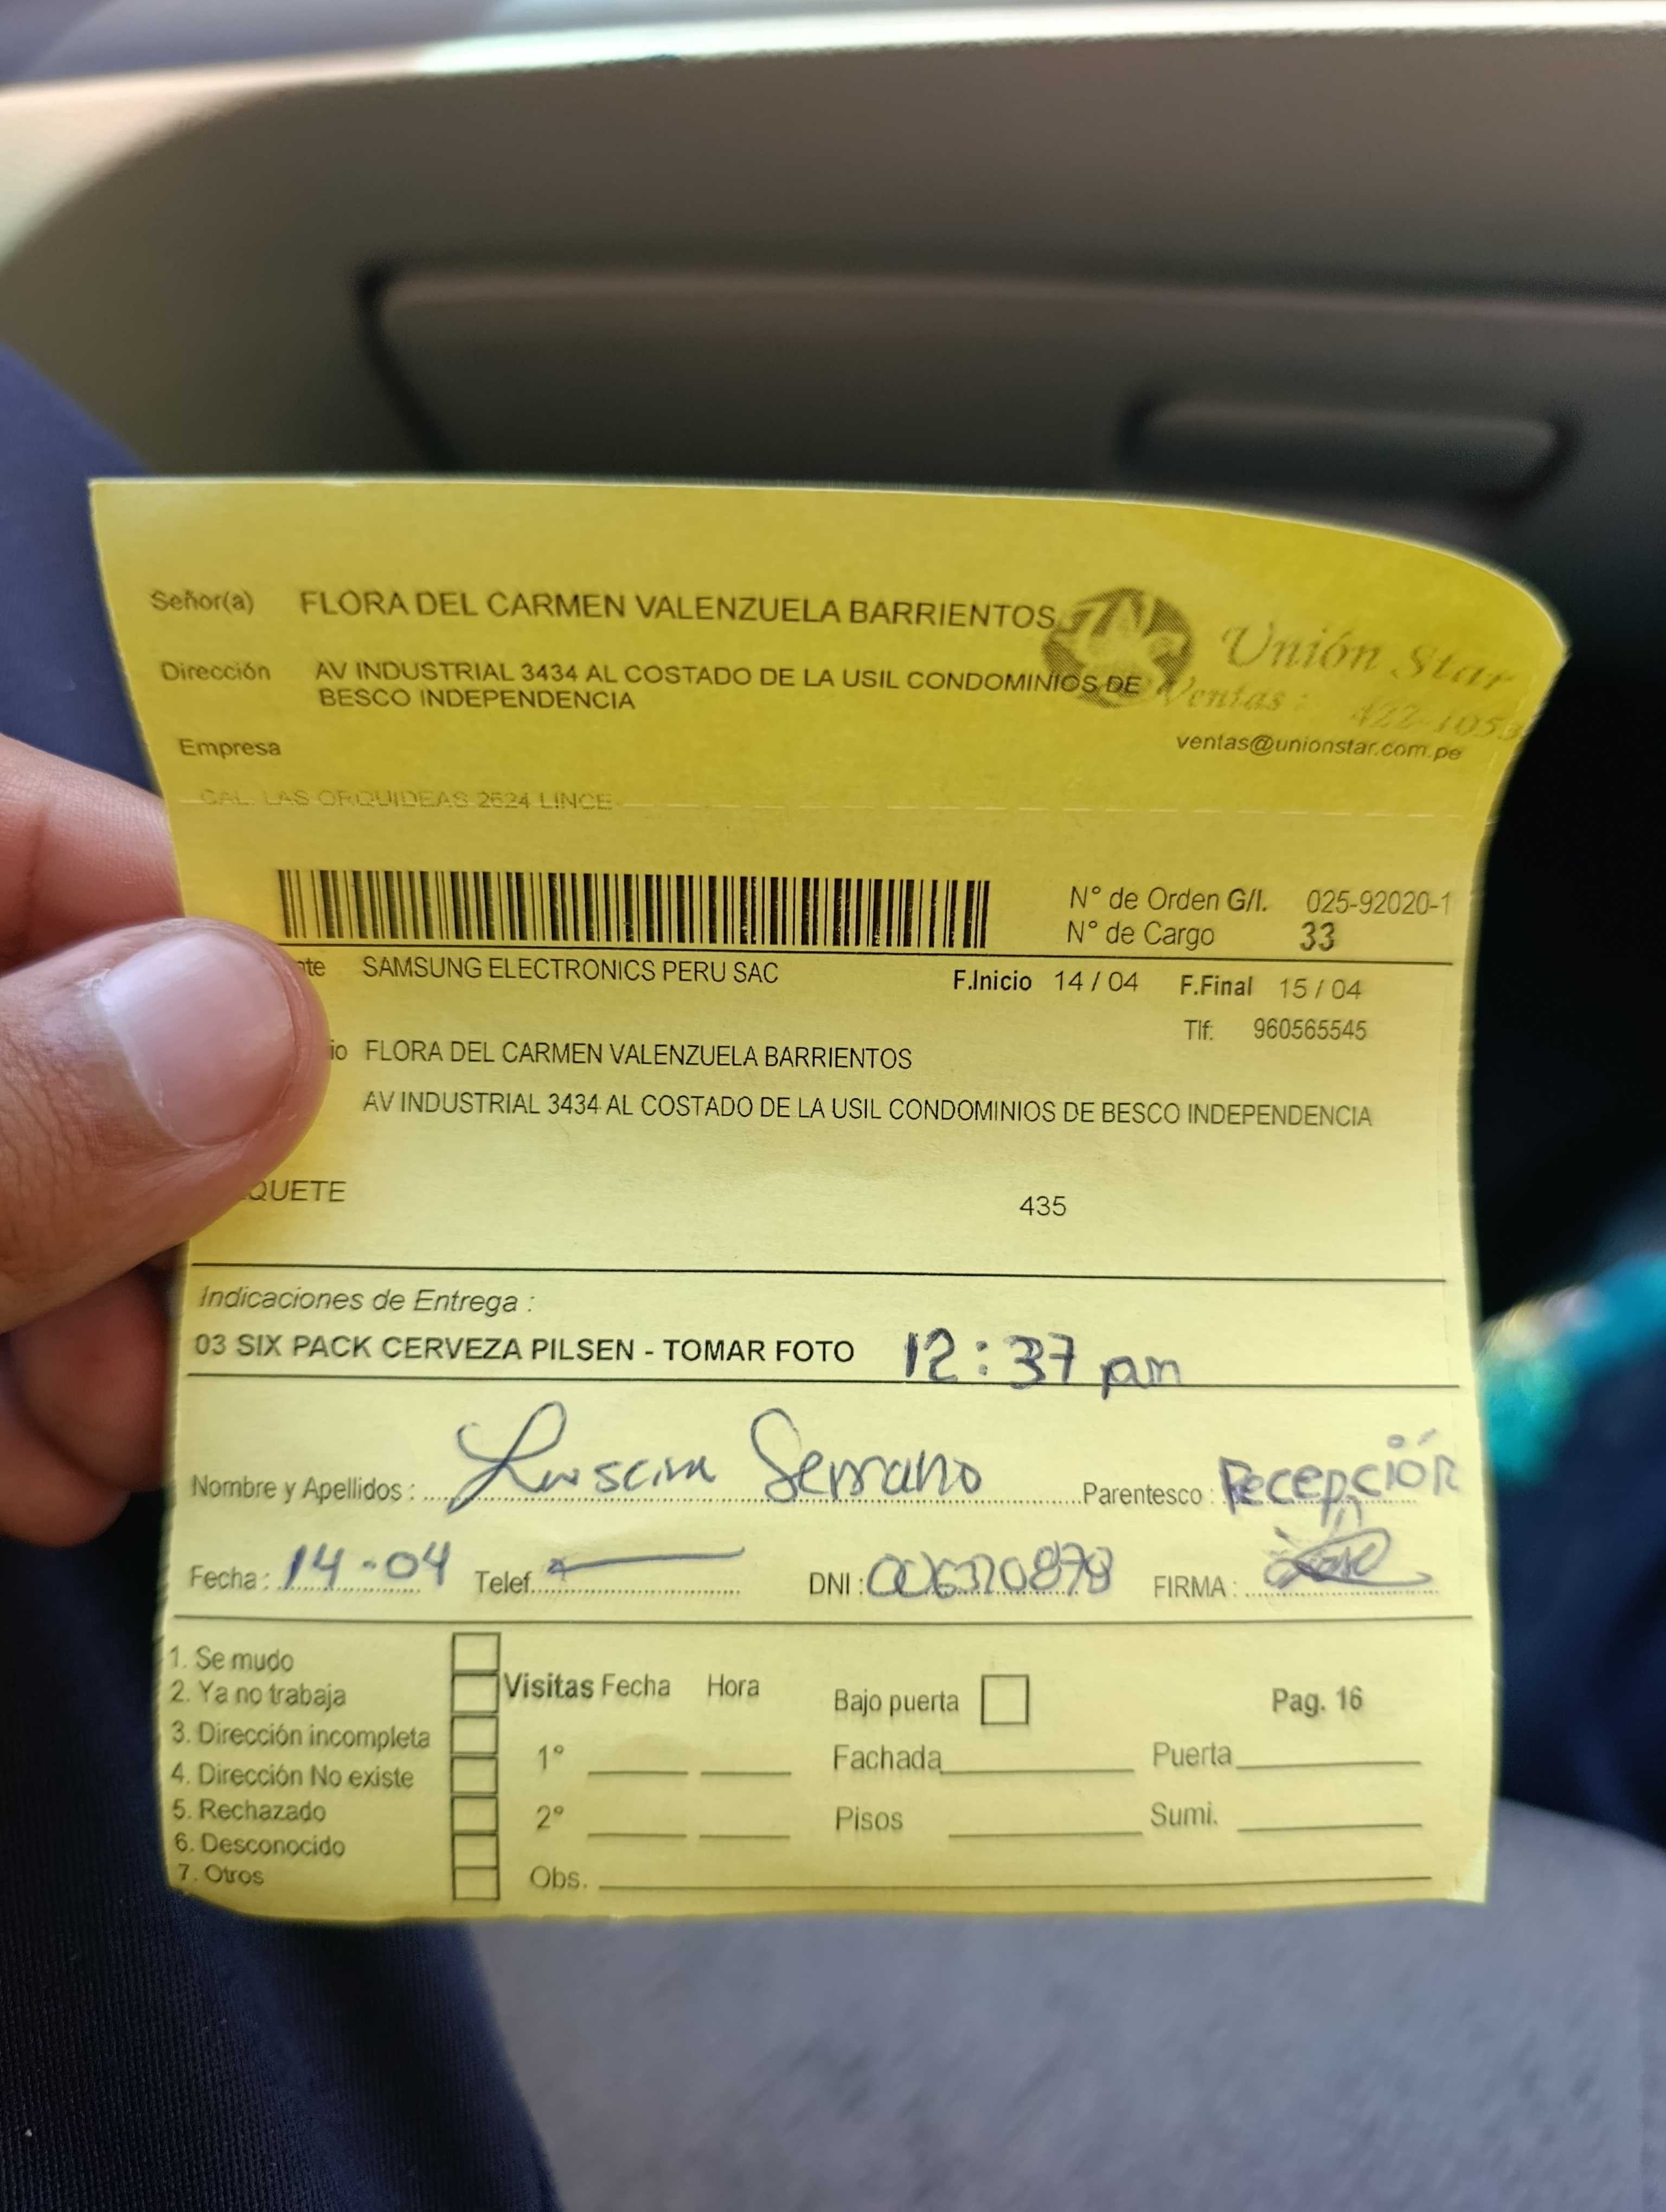 Señor(a) FLORA DEL CARMEN VALENZUELA BARRIENTOS
Unión Star
Dirección AV INDUSTRIAL 3434 AL COSTADO DE LA USIL CONDOMINIOS DE
BESCO INDEPENDENCIA
Ventas: 422-1053
Empresa
ventas@unionstar.com.pe
CAL. LAS ORQUIDEAS 2624 LINCE
N° de Orden G/I. 025-92020-1
N° de Cargo 33
nte SAMSUNG ELECTRONICS PERU SAC F.Inicio 14 / 04 F.Final 15 / 04
Tlf: 960565545
io FLORA DEL CARMEN VALENZUELA BARRIENTOS
AV INDUSTRIAL 3434 AL COSTADO DE LA USIL CONDOMINIOS DE BESCO INDEPENDENCIA
QUETE 435
Indicaciones de Entrega :
03 SIX PACK CERVEZA PILSEN - TOMAR FOTO 12:37 pm
Nombre y Apellidos : Serrano Parentesco : Recepción
Fecha : 14-04 Telef. DNI : FIRMA :
1. Se mudo
2. Ya no trabaja
3. Dirección incompleta
4. Dirección No existe
5. Rechazado
6. Desconocido
7. Otros
Visitas Fecha Hora
1°
2°
Obs.
Bajo puerta
Pag. 16
Fachada Puerta
Pisos Sumi.